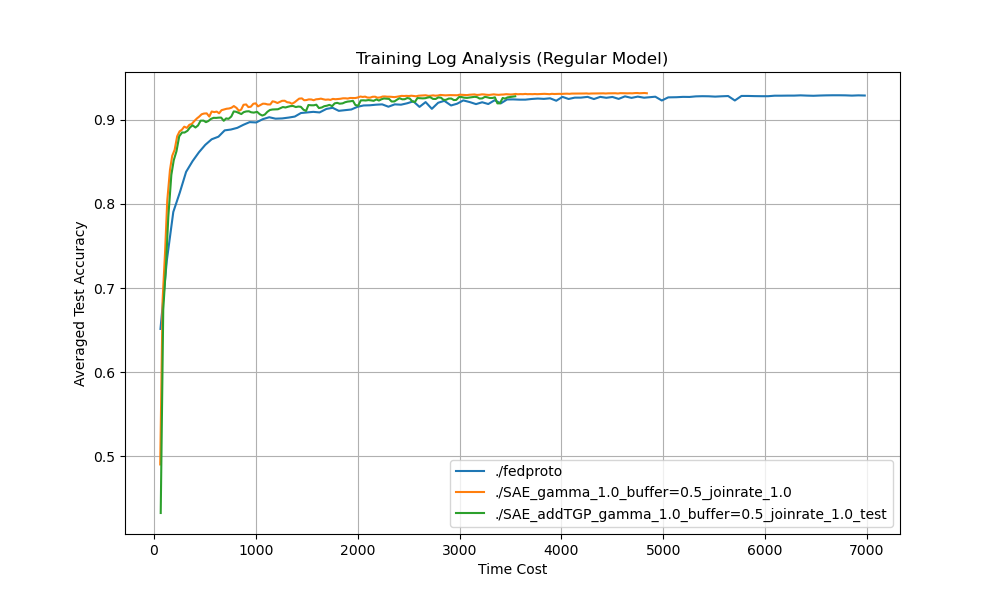 Training Log Analysis (Regular Model)
Averaged Test Accuracy
0.9
0.8
0.7
0.6
0.5
./fedproto
./SAE_gamma_1.0_buffer=0.5_joinrate_1.0
./SAE_addTGP_gamma_1.0_buffer=0.5_joinrate_1.0_test
0 1000 2000 3000 4000 5000 6000 7000
Time Cost